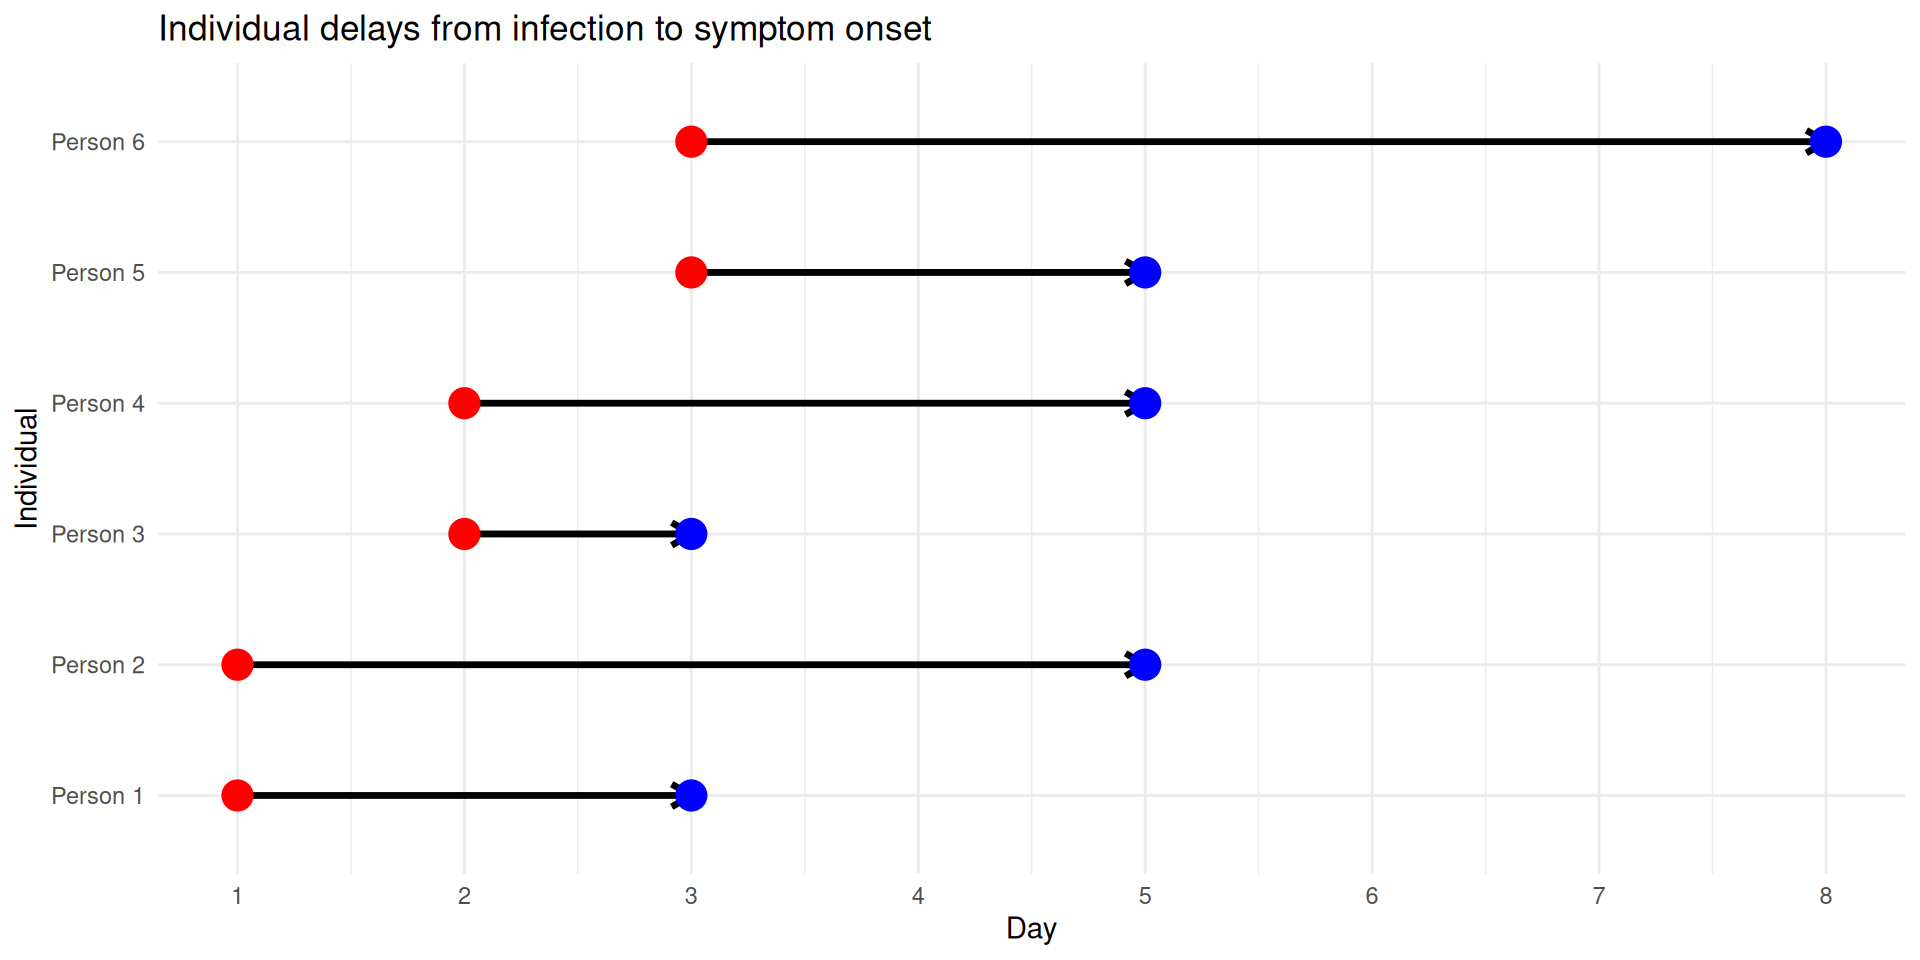 Individual delays from infection to symptom onset
Individual
Person 6
Person 5
Person 4
Person 3
Person 2
Person 1
1 2 3 4 5 6 7 8
Day